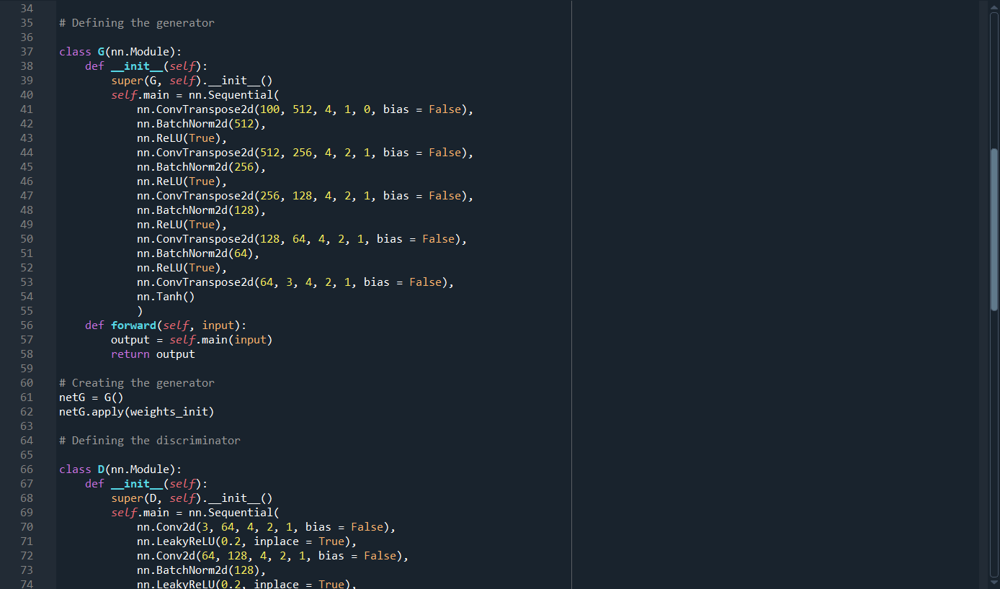 34
35 # Defining the generator
36
37 class G(nn.Module):
38     def __init__(self):
39         super(G, self).__init__()
40         self.main = nn.Sequential(
41             nn.ConvTranspose2d(100, 512, 4, 1, 0, bias = False),
42             nn.BatchNorm2d(512),
43             nn.ReLU(True),
44             nn.ConvTranspose2d(512, 256, 4, 2, 1, bias = False),
45             nn.BatchNorm2d(256),
46             nn.ReLU(True),
47             nn.ConvTranspose2d(256, 128, 4, 2, 1, bias = False),
48             nn.BatchNorm2d(128),
49             nn.ReLU(True),
50             nn.ConvTranspose2d(128, 64, 4, 2, 1, bias = False),
51             nn.BatchNorm2d(64),
52             nn.ReLU(True),
53             nn.ConvTranspose2d(64, 3, 4, 2, 1, bias = False),
54             nn.Tanh()
55             )
56     def forward(self, input):
57         output = self.main(input)
58         return output
59
60 # Creating the generator
61 netG = G()
62 netG.apply(weights_init)
63
64 # Defining the discriminator
65
66 class D(nn.Module):
67     def __init__(self):
68         super(D, self).__init__()
69         self.main = nn.Sequential(
70             nn.Conv2d(3, 64, 4, 2, 1, bias = False),
71             nn.LeakyReLU(0.2, inplace = True),
72             nn.Conv2d(64, 128, 4, 2, 1, bias = False),
73             nn.BatchNorm2d(128),
74             nn.LeakyReLU(0.2, inplace = True),